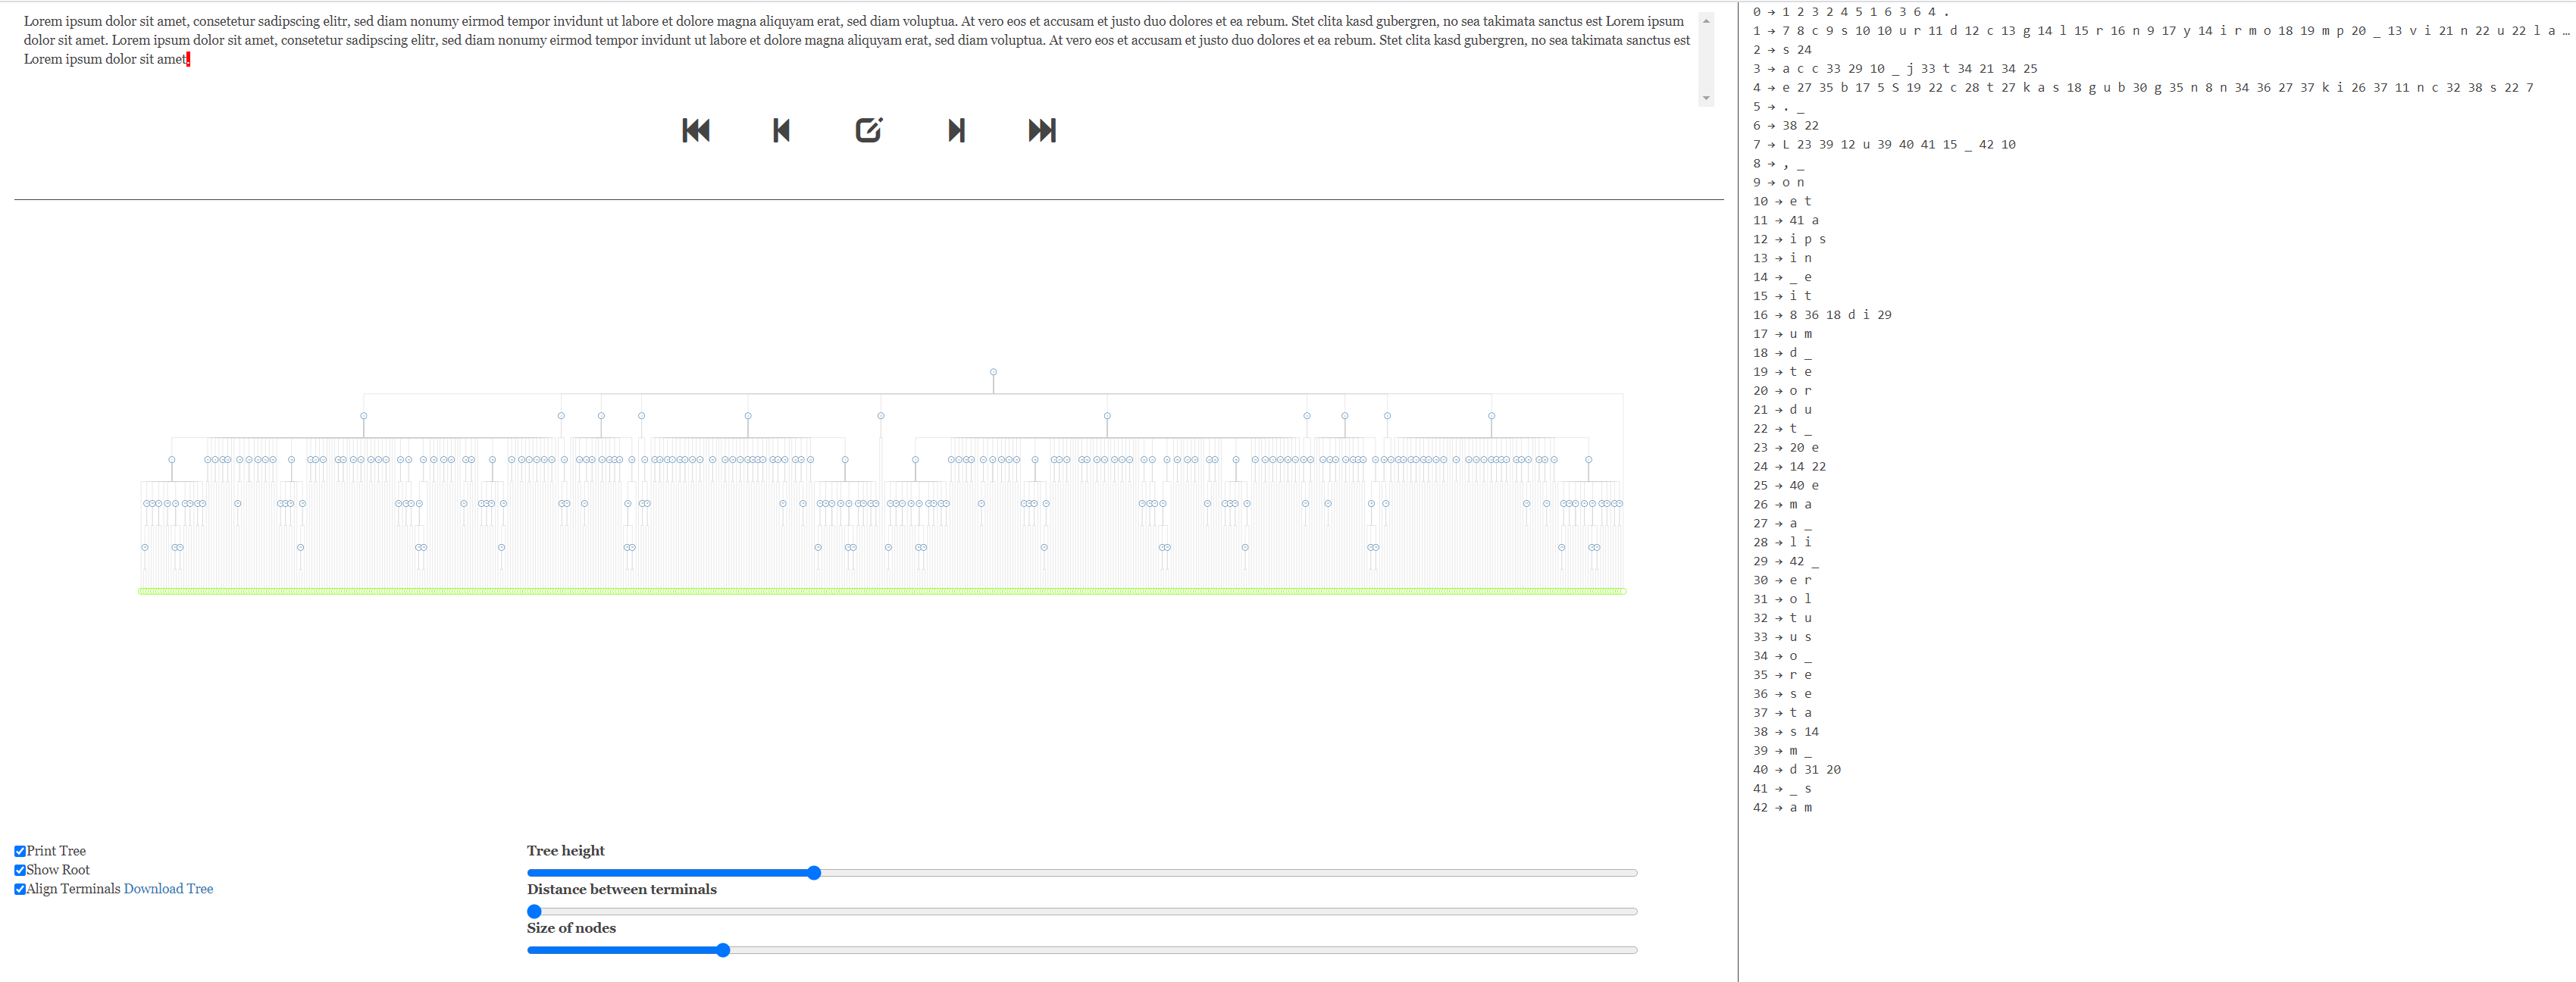 Lorem ipsum dolor sit amet, consetetur sadipscing elitr, sed diam nonumy eirmod tempor invidunt ut labore et dolore magna aliquyam erat, sed diam voluptua. At vero eos et accusam et justo duo dolores et ea rebum. Stet clita kasd gubergren, no sea takimata sanctus est Lorem ipsum
dolor sit amet. Lorem ipsum dolor sit amet, consetetur sadipscing elitr, sed diam nonumy eirmod tempor invidunt ut labore et dolore magna aliquyam erat, sed diam voluptua. At vero eos et accusam et justo duo dolores et ea rebum. Stet clita kasd gubergren, no sea takimata sanctus est
Lorem ipsum dolor sit amet.
Print Tree
Show Root
Align Terminals Download Tree
Tree height
Distance between terminals
Size of nodes
0 → 1 2 3 2 4 5 1 6 3 6 4 .
1 → 7 8 c 9 s 10 10 u r 11 d 12 c 13 g 14 l 15 r 16 n 9 17 y 14 i r m o 18 19 m p 20 _ 13 v i 21 n 22 u 22 l a ...
2 → s 24
3 → a c c 33 29 10 _ j 33 t 34 21 34 25
4 → e 27 35 b 17 5 S 19 22 c 28 t 27 k a s 18 g u b 30 g 35 n 8 n 34 36 27 37 k i 26 37 11 n c 32 38 s 22 7
5 → . _
6 → 38 22
7 → L 23 39 12 u 39 40 41 15 _ 42 10
8 → , _
9 → o n
10 → e t
11 → 41 a
12 → i p s
13 → i n
14 → _ e
15 → i t
16 → 8 36 18 d i 29
17 → u m
18 → d _
19 → t e
20 → o r
21 → d u
22 → t _
23 → 20 e
24 → 14 22
25 → 40 e
26 → m a
27 → a _
28 → l i
29 → 42 _
30 → e r
31 → o l
32 → t u
33 → u s
34 → o _
35 → r e
36 → s e
37 → t a
38 → s 14
39 → m _
40 → d 31 20
41 → _ s
42 → a m